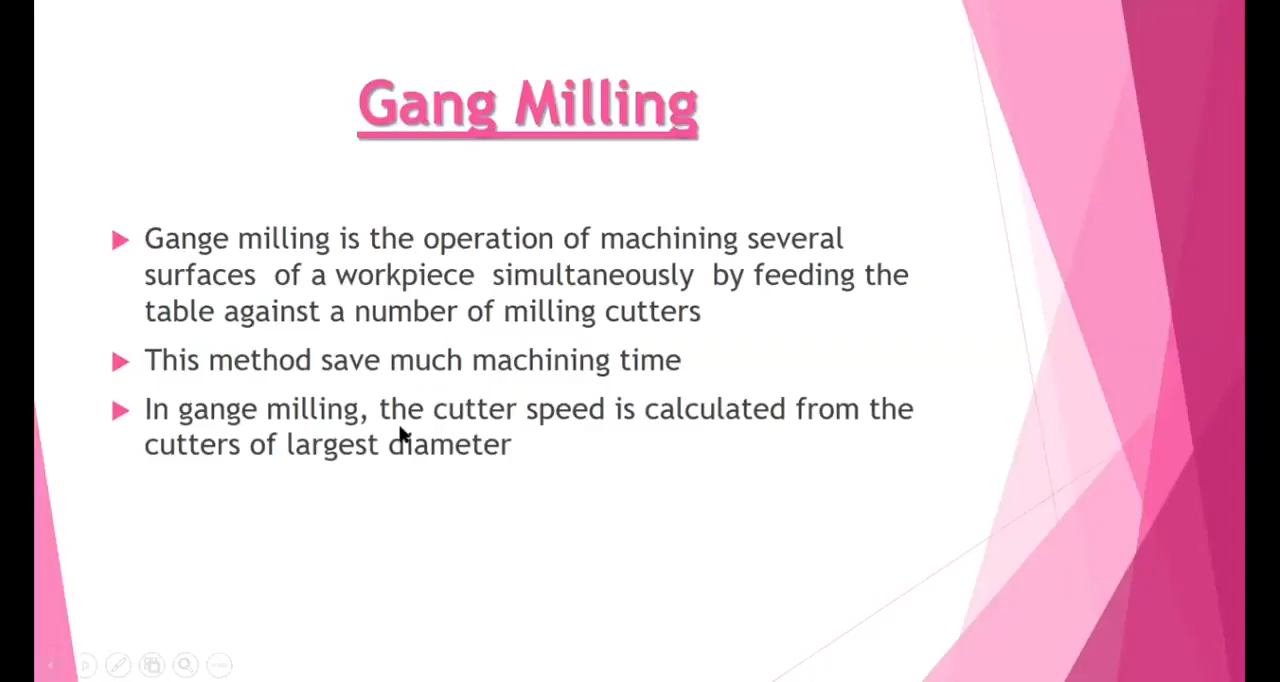 Gang Milling
Gange milling is the operation of machining several
surfaces of a workpiece simultaneously by feeding the
table against a number of milling cutters
This method save much machining time
In gange milling, the cutter speed is calculated from the
cutters of largest diameter